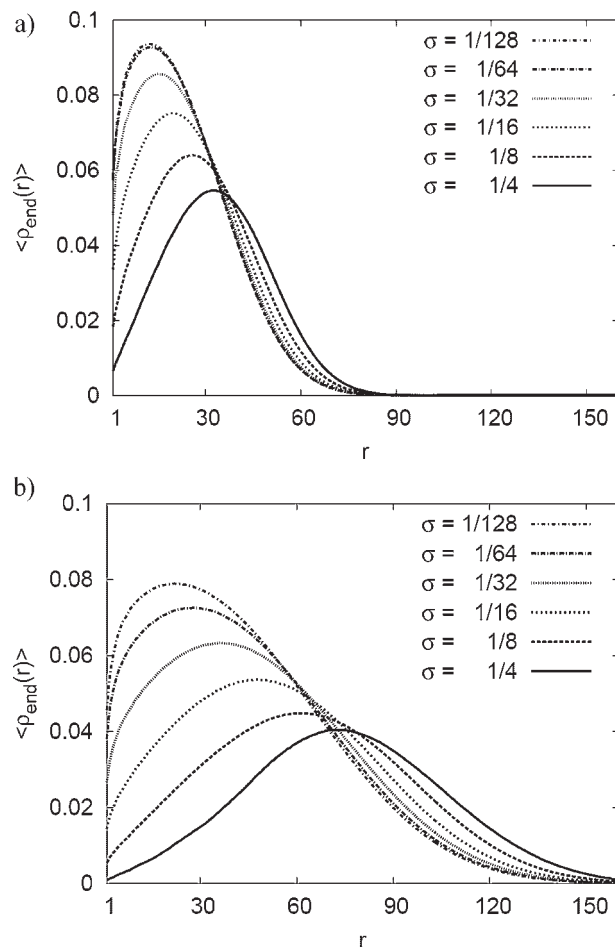 a)
0.1
σ = 1/128
σ = 1/64
0.08
σ = 1/32
σ = 1/16
σ = 1/8
0.06
σ = 1/4
<ρend(r)>
0.04
0.02
0
1 30 60 90 120 150
r
b)
0.1
σ = 1/128
σ = 1/64
0.08
σ = 1/32
σ = 1/16
σ = 1/8
0.06
σ = 1/4
<ρend(r)>
0.04
0.02
0
1 30 60 90 120 150
r